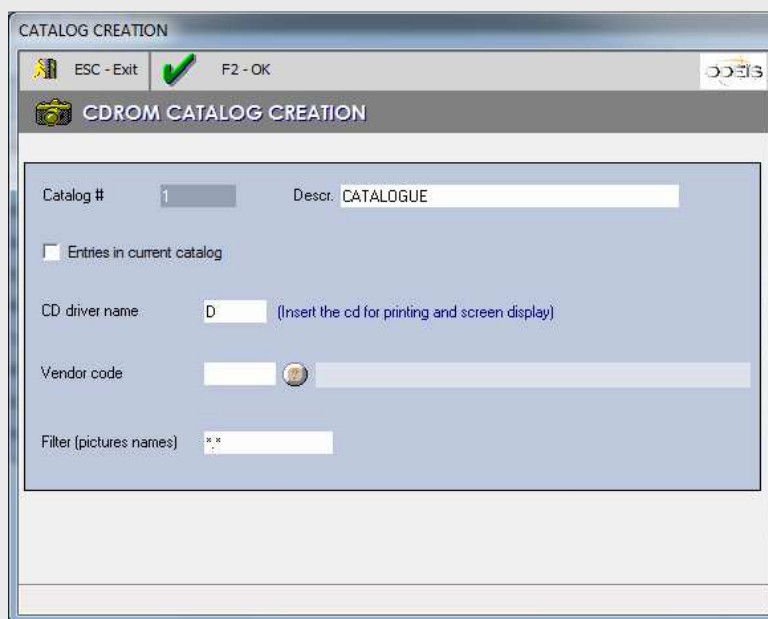 CATALOG CREATION
ESC - Exit F2 - OK
CDROM CATALOG CREATION
Catalog # 1 Descr. CATALOGUE
Entries in current catalog
CD driver name D (Insert the cd for printing and screen display)
Vendor code ?
Filter (pictures names) *.*